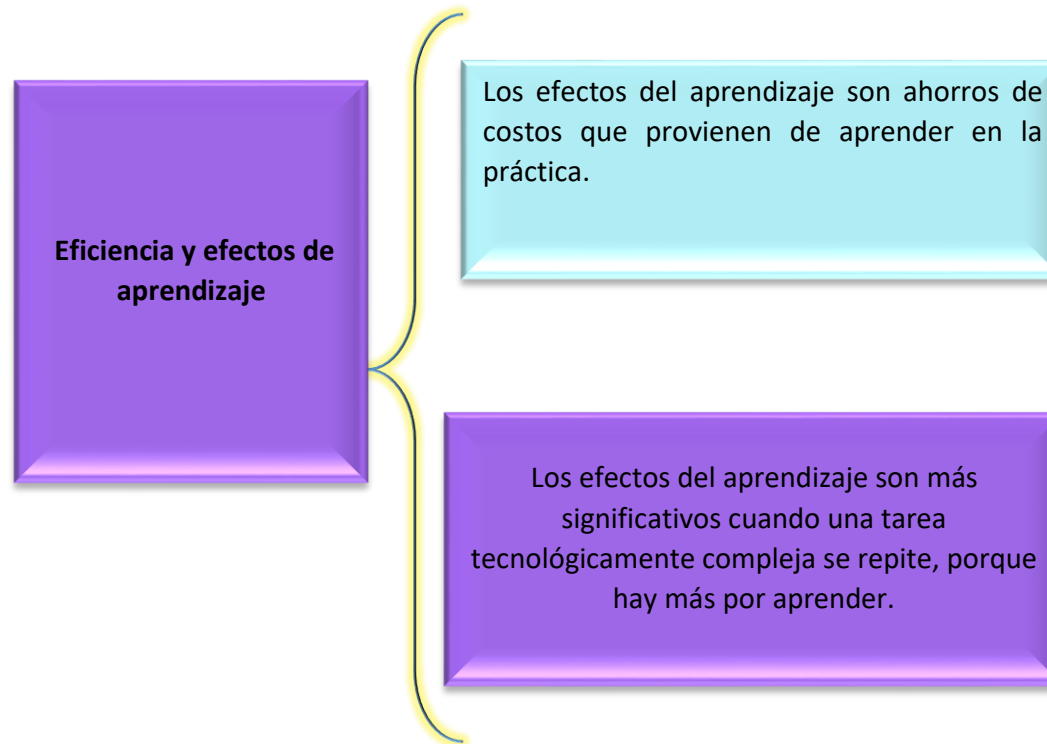 Eficiencia y efectos de
aprendizaje
Los efectos del aprendizaje son ahorros de
costos que provienen de aprender en la
práctica.
Los efectos del aprendizaje son más
significativos cuando una tarea
tecnológicamente compleja se repite, porque
hay más por aprender.